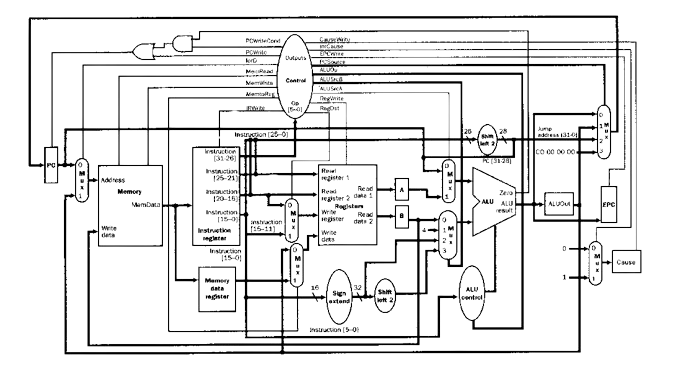 PCWriteCond
PCWrite
IorD
MemRead
MemWrite
MemtoReg
IRWrite
Outputs
Control
Op
[5–0]
CauseWrite
IntCause
EPCWrite
PCSource
ALUOp
ALUSrcB
ALUSrcA
RegWrite
RegDst
Instruction [25–0]
26
Shift
left 2
28
Jump
address [31-0]
PC [31-28]
CO 00 00 00
0
1
2
3
M
u
x
PC
0
M
u
x
1
Address
Memory
MemData
Write
data
Instruction
[31-26]
Instruction
[25–21]
Instruction
[20–16]
Instruction
[15–0]
Instruction
register
Instruction
[15–0]
Memory
data
register
Instruction
[15–11]
0
M
u
x
1
0
M
u
x
1
Read
register 1
Read
register 2
Registers
Write
register
Write
data
Read
data 1
Read
data 2
A
B
4
0
M
u
x
1
0
1
2
3
M
u
x
Zero
ALU
ALU
result
ALUOut
EPC
0
1
0
M
u
x
1
Cause
16
Sign
extend
32
Shift
left 2
ALU
control
Instruction [5–0]